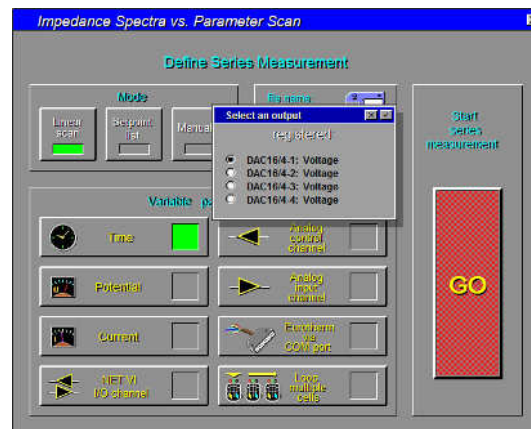 Impedance Spectra vs. Parameter Scan
Define Series Measurement
Mode
File name
Linear scan
Setpoint list
Manual
Select an output
registered
DAC16/4-1: Voltage
DAC16/4-2: Voltage
DAC16/4-3: Voltage
DAC16/4-4: Voltage
Start
series
measurement
Variable pa
Time
Analog
control
channel
Potential
Analog
input
channel
GO
Current
Eurotherm
via
COM port
NET VI
I/O channel
Loop
multiple
cells